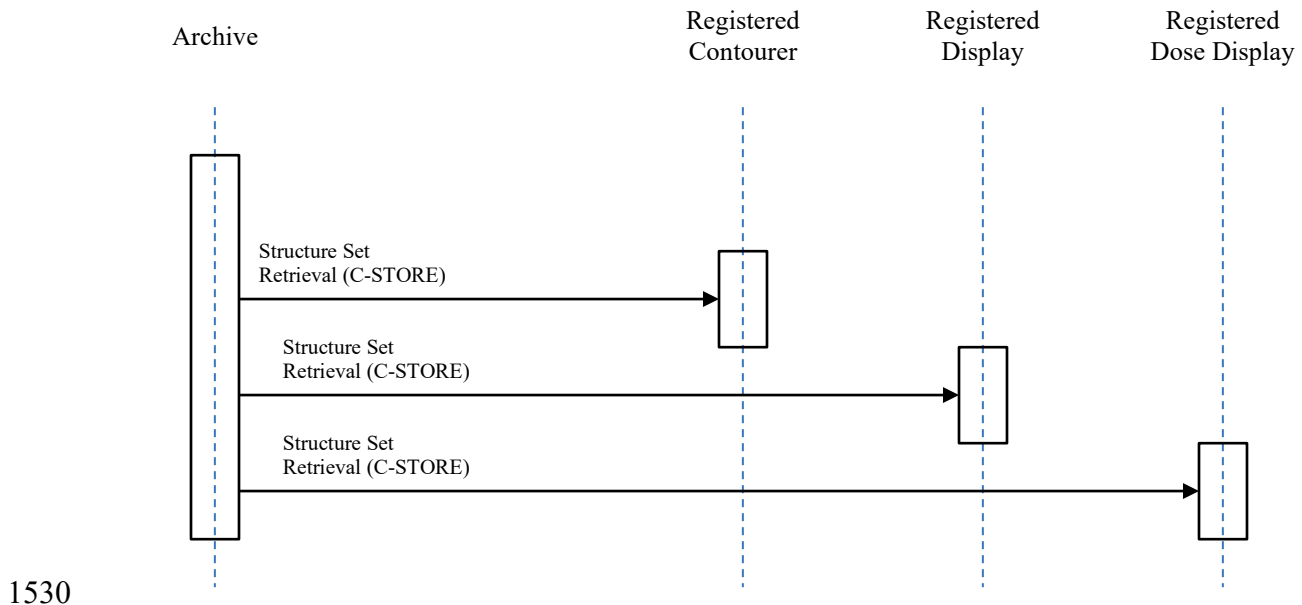 Archive
Registered
Contourer
Registered
Display
Registered
Dose Display
Structure Set
Retrieval (C-STORE)
Structure Set
Retrieval (C-STORE)
Structure Set
Retrieval (C-STORE)
1530